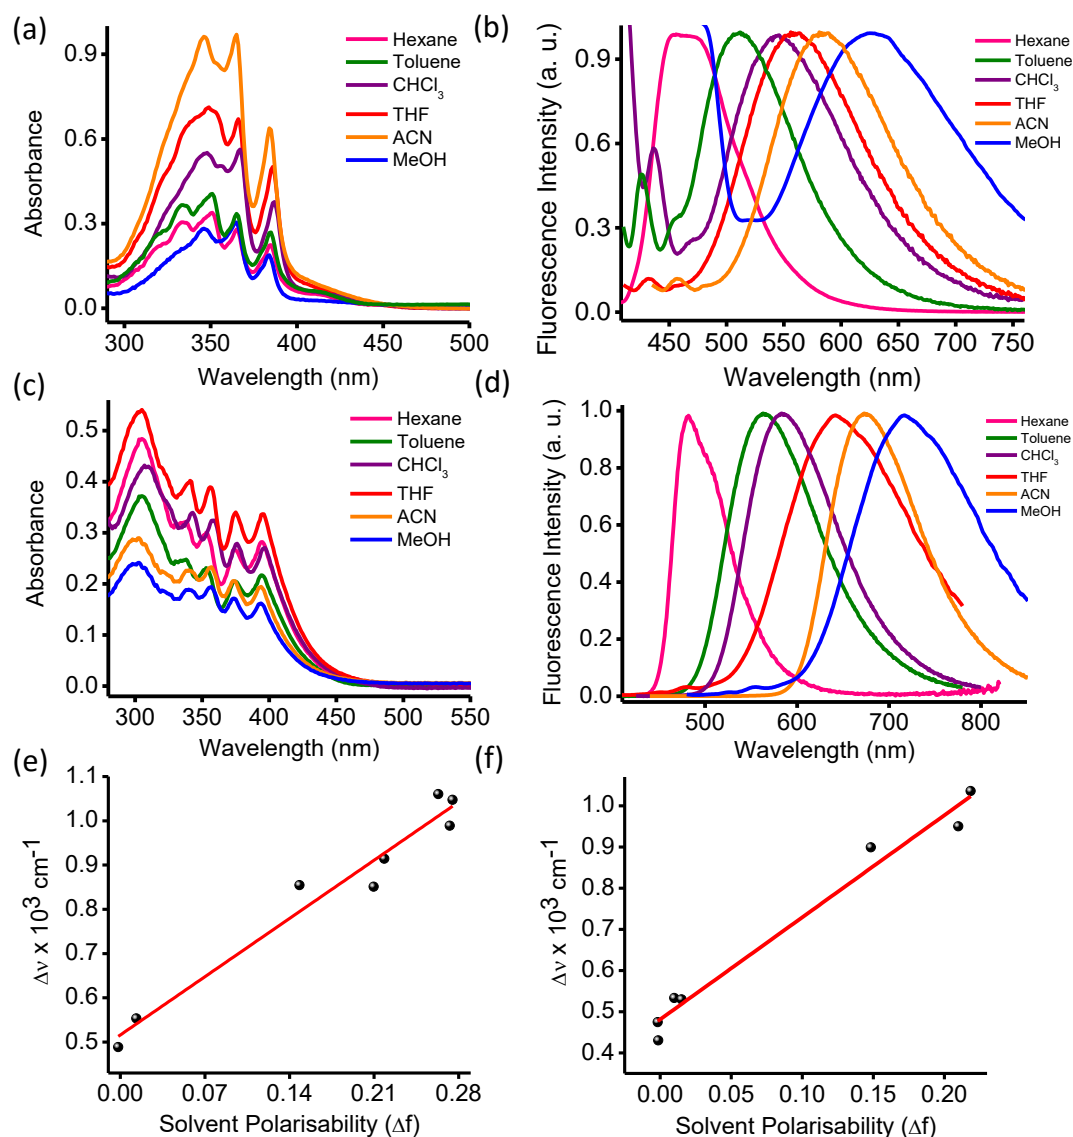 (a)
0.9
0.6
0.3
0.0
Absorbance
Hexane
Toluene
CHCl3
THF
ACN
MeOH
290 350 400 450 500
Wavelength (nm)
(b)
0.9
0.6
0.3
0.0
Fluorescence Intensity (a. u.)
Hexane
Toluene
CHCl3
THF
ACN
MeOH
450 500 550 600 650 700 750
Wavelength (nm)
(c)
0.5
0.4
0.3
0.2
0.1
0.0
Absorbance
Hexane
Toluene
CHCl3
THF
ACN
MeOH
280 300 350 400 450 500 550
Wavelength (nm)
(d)
1.0
0.8
0.6
0.4
0.2
0.0
Fluorescence Intensity (a. u.)
Hexane
Toluene
CHCl3
THF
ACN
MeOH
500 600 700 800
Wavelength (nm)
(e)
1.1
1.0
0.9
0.8
0.7
0.6
0.5
0.4
Δν x 10³ cm-1
0.00 0.07 0.14 0.21 0.28
Solvent Polarisability (Δf)
(f)
1.0
0.9
0.8
0.7
0.6
0.5
0.4
Δν x 10³ cm-1
0.00 0.05 0.10 0.15 0.20
Solvent Polarisability (Δf)